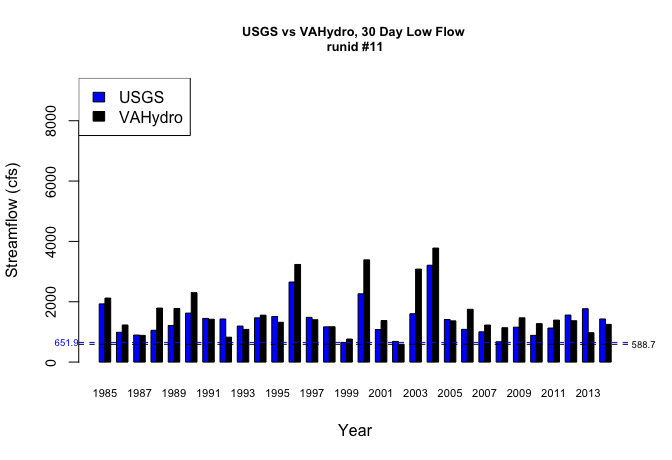 USGS vs VAHydro, 30 Day Low Flow
runid #11
USGS
VAHydro
Streamflow (cfs)
8000
6000
4000
2000
0
651.9
588.7
1985 1987 1989 1991 1993 1995 1997 1999 2001 2003 2005 2007 2009 2011 2013
Year